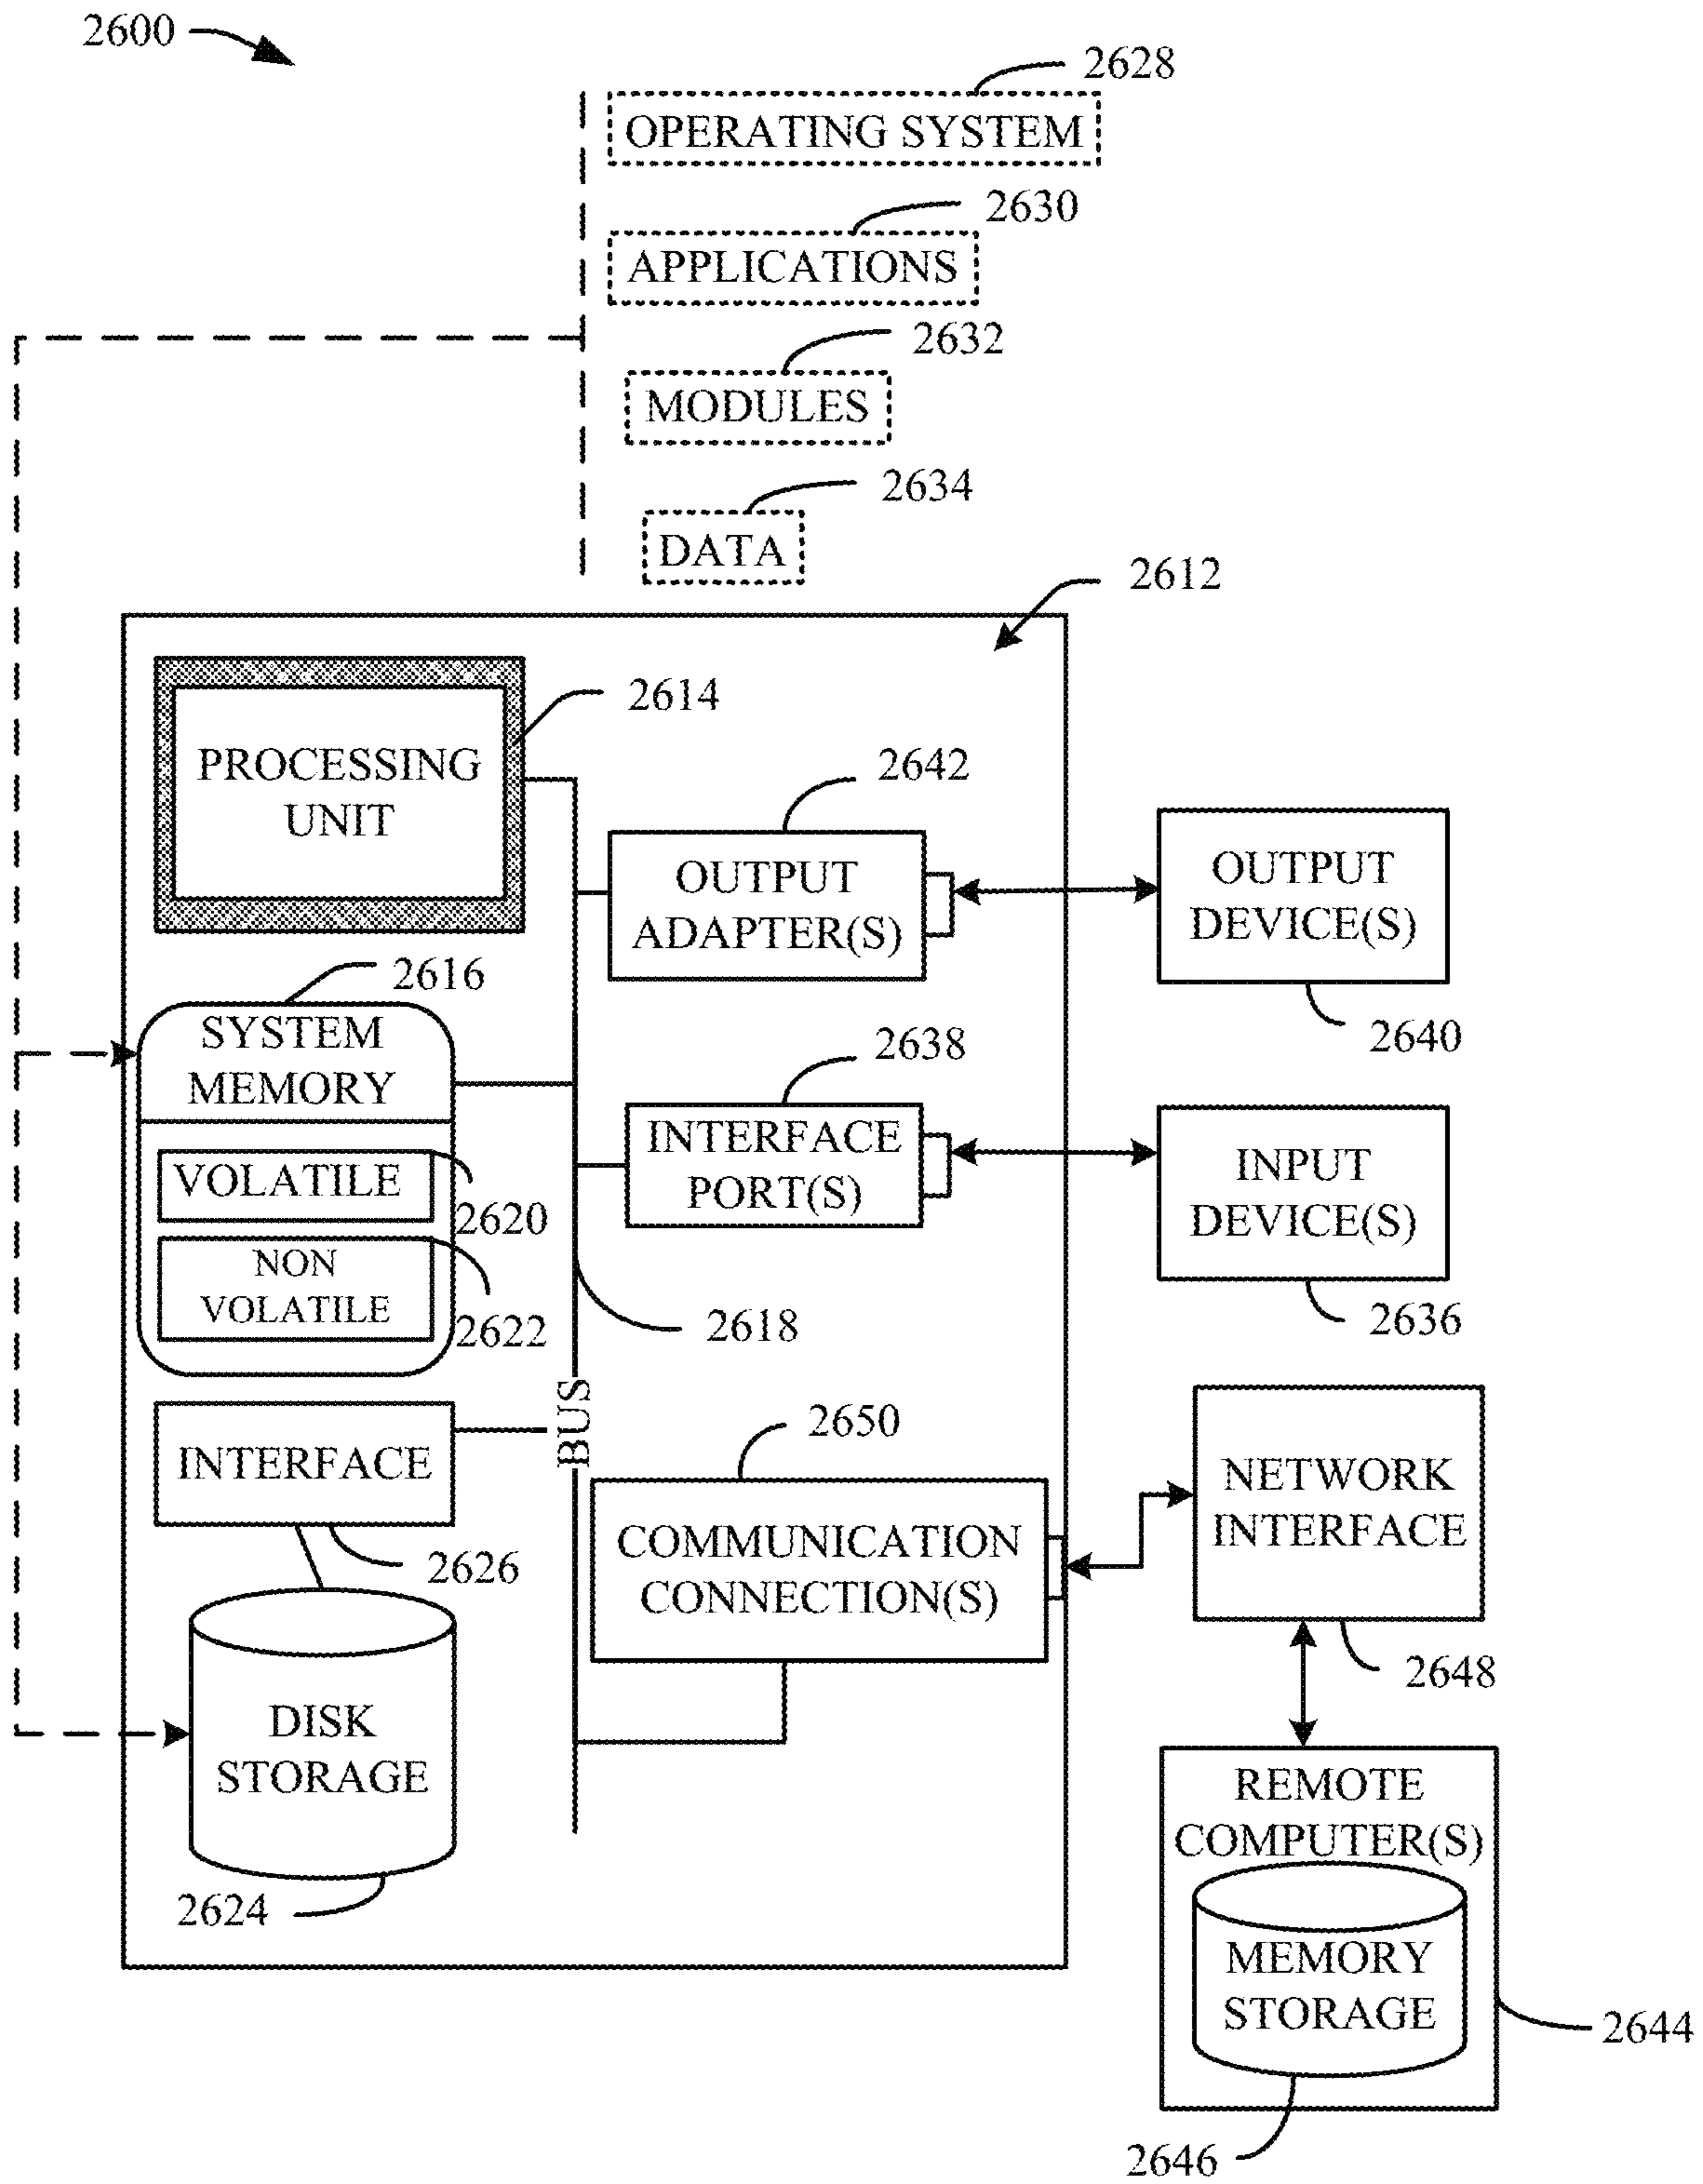 2600
2628
OPERATING SYSTEM
2630
APPLICATIONS
2632
MODULES
2634
DATA
2612
2614
PROCESSING
UNIT
2642
OUTPUT
ADAPTER(S)
OUTPUT
DEVICE(S)
2640
2616
SYSTEM
MEMORY
VOLATILE
2620
NON
VOLATILE
2622
2638
INTERFACE
PORT(S)
INPUT
DEVICE(S)
2636
2618
BUS
INTERFACE
2626
2650
COMMUNICATION
CONNECTION(S)
NETWORK
INTERFACE
2648
DISK
STORAGE
2624
REMOTE
COMPUTER(S)
MEMORY
STORAGE
2644
2646